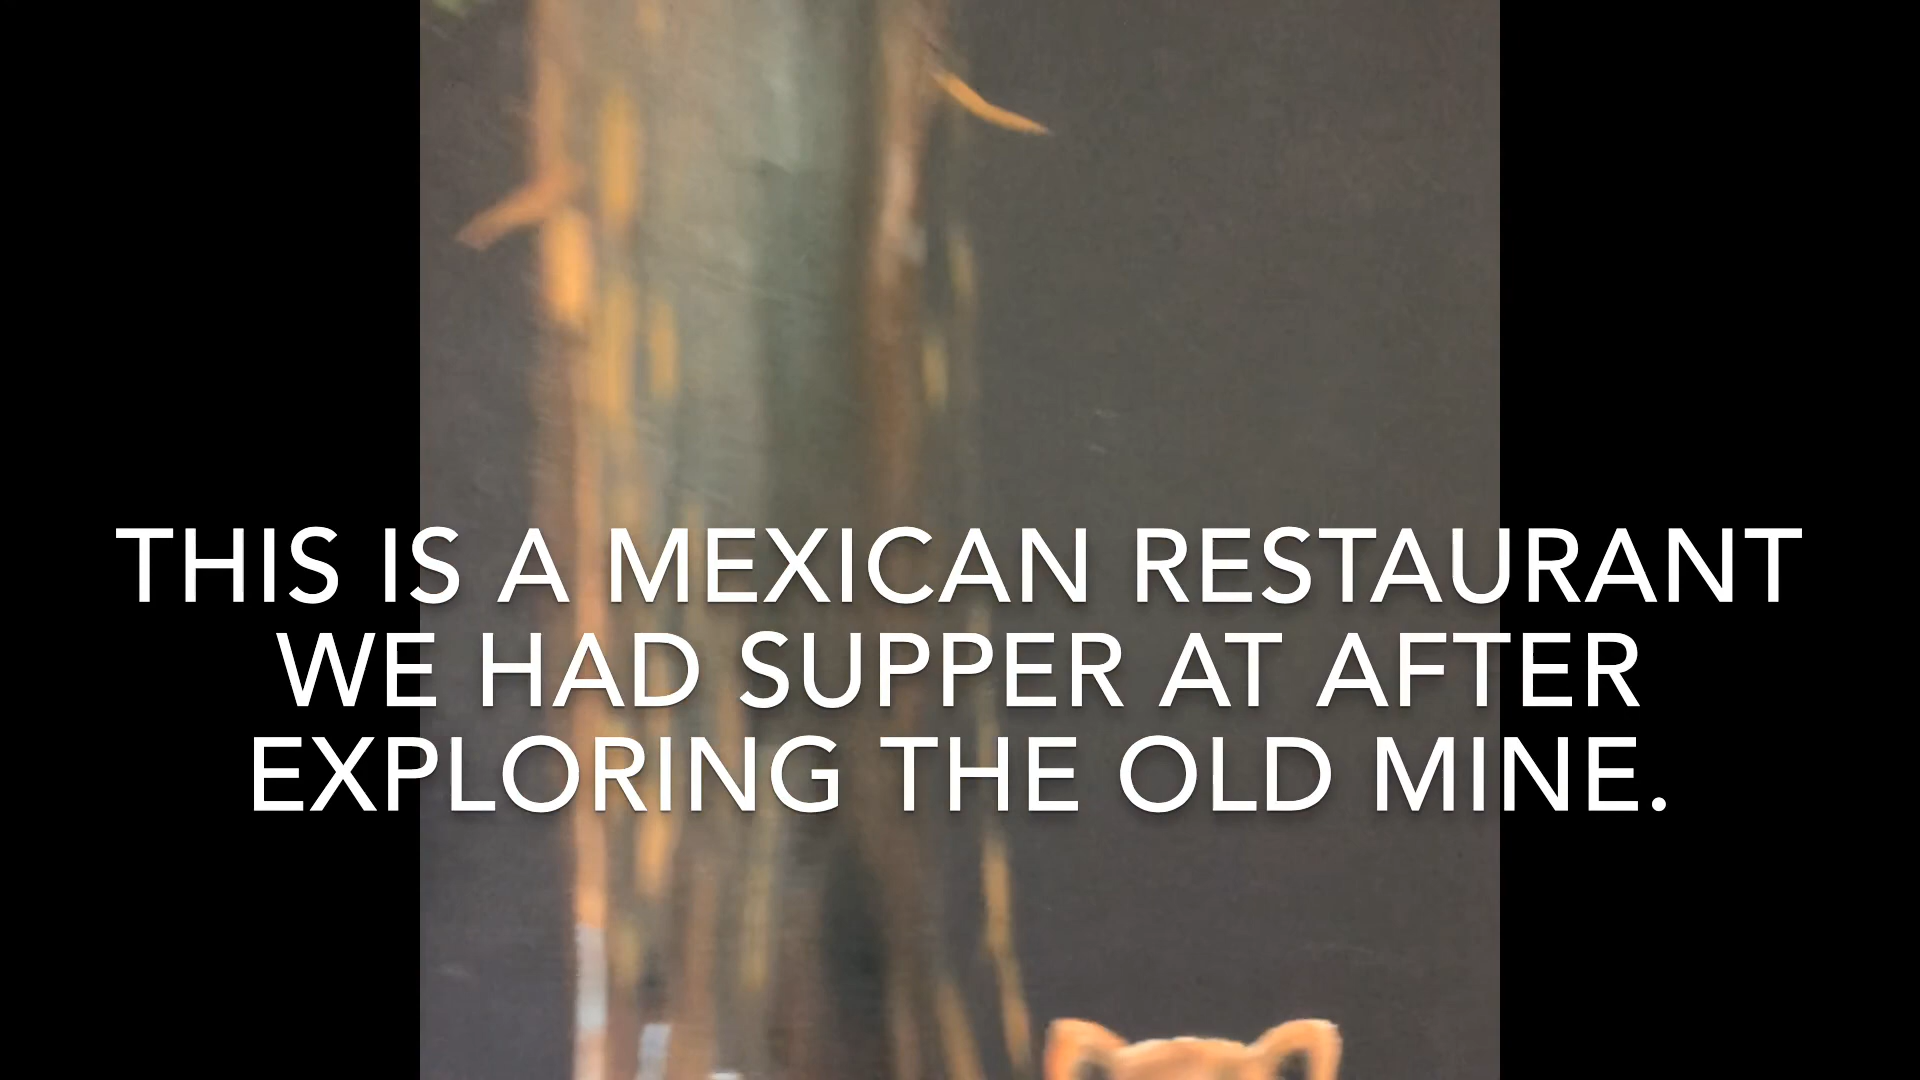 THIS IS A MEXICAN RESTAURANT
WE HAD SUPPER AT AFTER
EXPLORING THE OLD MINE.